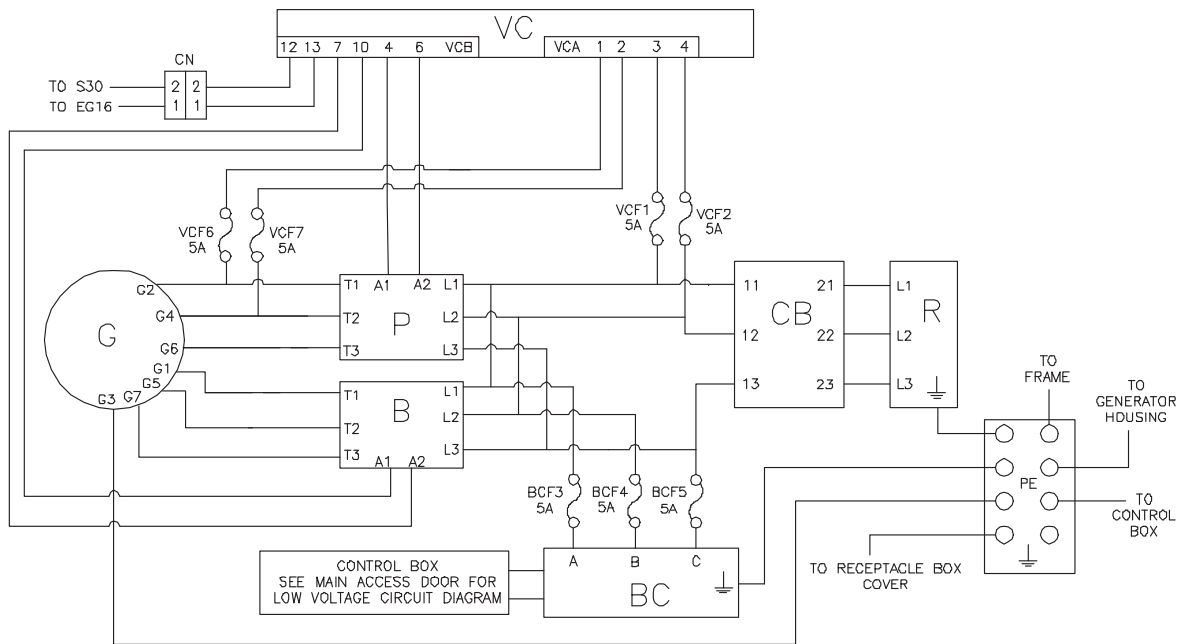 VC
12 13 7 10 4 6 VCB
VCA 1 2 3 4
CN
TO S30 2 2
TO EG16 1 1
VCF6
5A
VCF7
5A
VCF1
5A
VCF2
5A
G
G2
G4
G6
G1
G5
G7
G3
T1 A1 A2 L1
T2 P L2
T3 L3
T1 L1
T2 B L2
T3 A1 A2 L3
11 21
CB
12 22
13 23
L1
R
L2
L3
BCF3
5A
BCF4
5A
BCF5
5A
A B C
BC
CONTROL BOX
SEE MAIN ACCESS DOOR FOR
LOW VOLTAGE CIRCUIT DIAGRAM
TO
FRAME
TO
GENERATOR
HOUSING
PE
TO
CONTROL
BOX
TO RECEPTACLE BOX
COVER